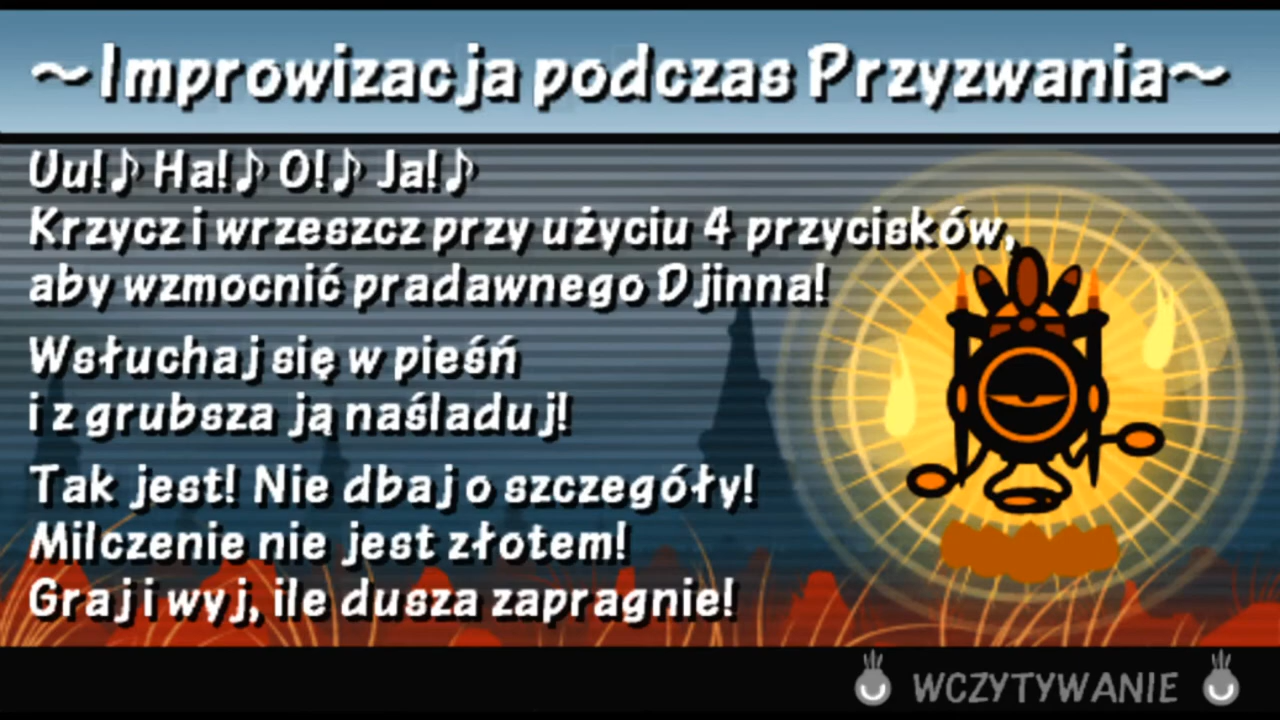 ～Improwizacja podczas Przyzwania～
Uu!♪ Ha!♪ O!♪ Ja!♪
Krzycz i wrzeszcz przy użyciu 4 przycisków,
aby wzmocnić pradawnego Djinna!
Wsłuchaj się w pieśń
i z grubsza ją naśladuj!
Tak jest! Nie dbaj o szczegóły!
Milczenie nie jest złotem!
Graj i wyj, ile dusza zapragnie!
WCZYTYWANIE